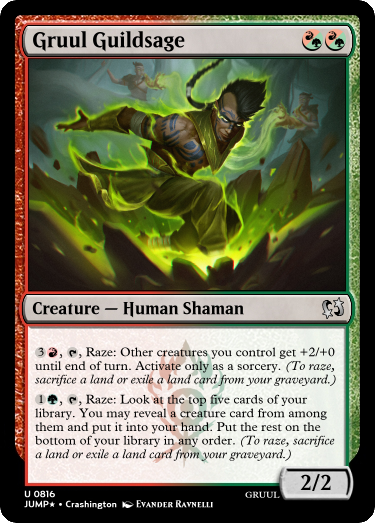 Gruul Guildsage
Creature — Human Shaman
3, , Raze: Other creatures you control get +2/+0
until end of turn. Activate only as a sorcery. (To raze,
sacrifice a land or exile a land card from your graveyard.)
1, , Raze: Look at the top five cards of your
library. You may reveal a creature card from among
them and put it into your hand. Put the rest on the
bottom of your library in any order. (To raze, sacrifice
a land or exile a land card from your graveyard.)
2/2
U 0816
GRUUL
JUMP★ • Crashington Evander Ravnelli